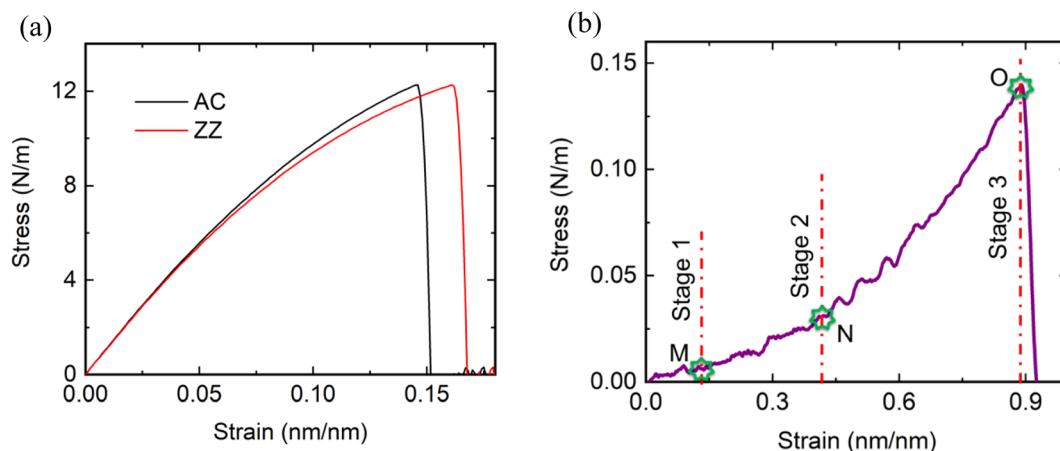 (a)
12
8
4
0
0.00
0.05
0.10
0.15
Stress (N/m)
Strain (nm/nm)
AC
ZZ
(b)
0.15
0.10
0.05
0.00
0.0
0.3
0.6
0.9
Stress (N/m)
Strain (nm/nm)
Stage 1
Stage 2
Stage 3
M
N
O